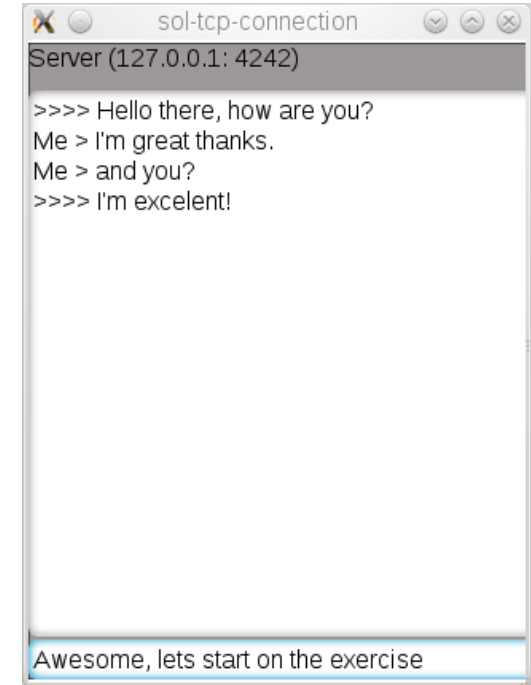 sol-tcp-connection
Server (127.0.0.1: 4242)
>>>> Hello there, how are you?
Me > I'm great thanks.
Me > and you?
>>>> I'm excelent!
Awesome, lets start on the exercise